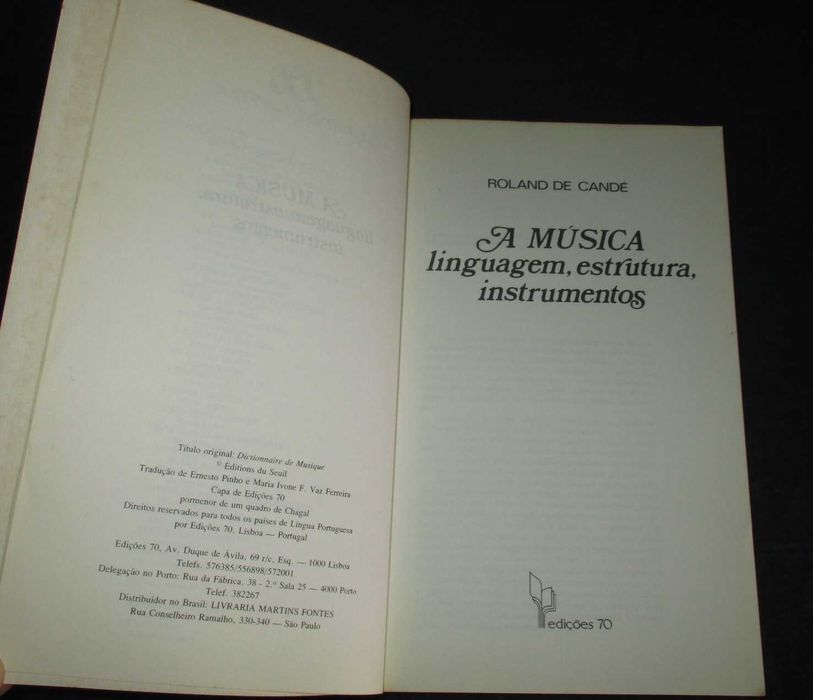 Título original: Dictionnaire de Musique
© Éditions du Seuil
Tradução de Ernesto Pinho e Maria Ivone F. Vaz Ferreira
Capa de Edições 70
pormenor de um quadro de Chagal
Direitos reservados para todos os países de Língua Portuguesa
por Edições 70, Lisboa — Portugal
Edições 70, Av. Duque de Ávila, 69 r/c. Esq. — 1000 Lisboa
Telefs. 576385/556898/572001
Delegação no Porto: Rua da Fábrica, 38 - 2.º Sala 25 — 4000 Porto
Telef. 382267
Distribuidor no Brasil: LIVRARIA MARTINS FONTES
Rua Conselheiro Ramalho, 330-340 — São Paulo
ROLAND DE CANDÉ
A MÚSICA
linguagem, estrutura,
instrumentos
edições 70